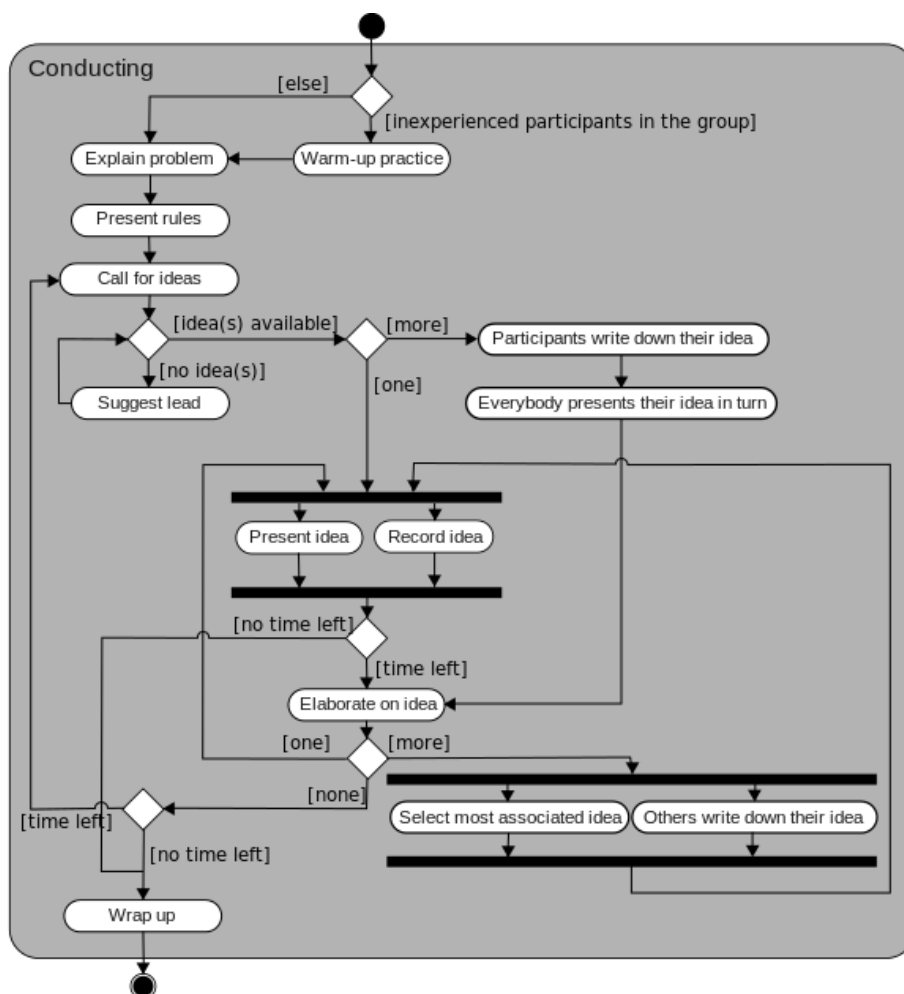 Conducting
[else]
[inexperienced participants in the group]
Explain problem
Warm-up practice
Present rules
Call for ideas
[idea(s) available]
[more]
Participants write down their idea
[no idea(s)]
[one]
Suggest lead
Everybody presents their idea in turn
Present idea
Record idea
[no time left]
[time left]
Elaborate on idea
[one]
[more]
[none]
[time left]
Select most associated idea
Others write down their idea
[no time left]
Wrap up